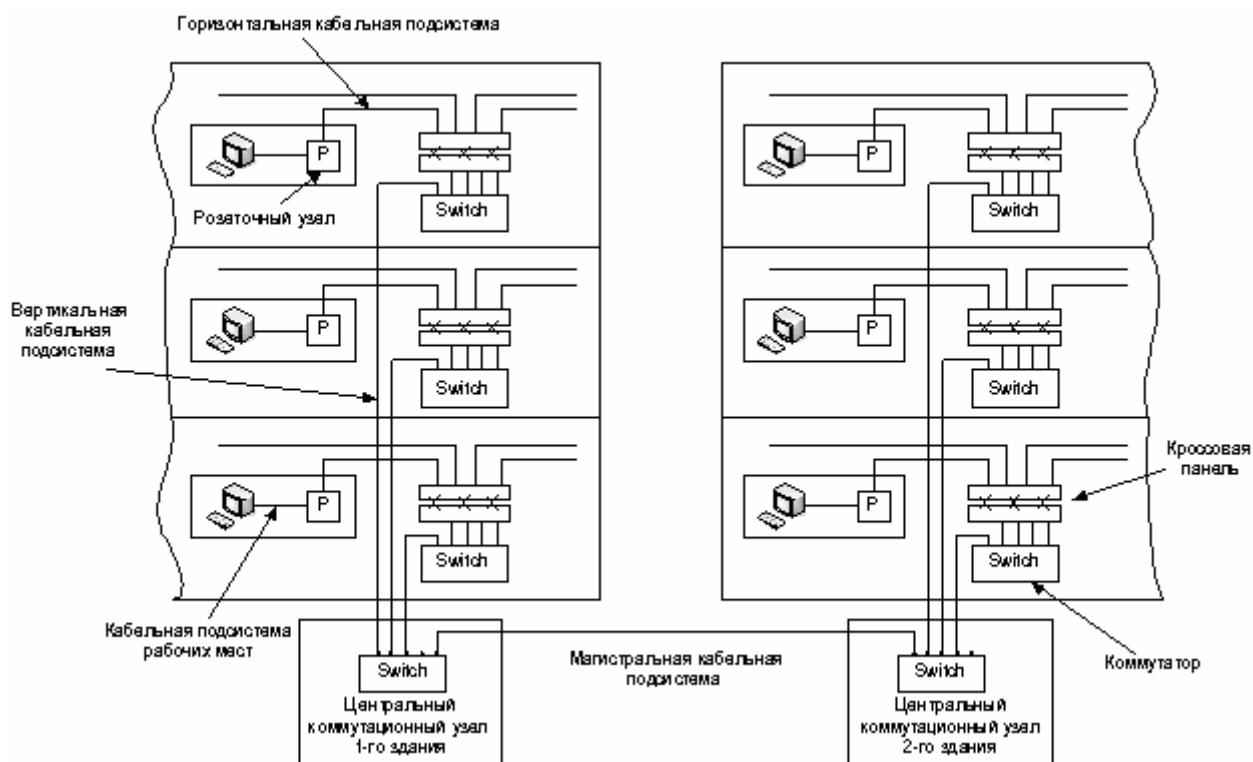 Горизонтальная кабельная подсистема
P
Switch
Розеточный узел
P
Switch
P
Switch
P
Switch
Вертикальная
кабельная
подсистема
P
Switch
P
Switch
Кроссовая
панель
Кабельная подсистема
рабочих мест
Switch
Центральный
коммутационный узел
1-го здания
Магистральная кабельная
подсистема
Switch
Центральный
коммутационный узел
2-го здания
Коммутатор